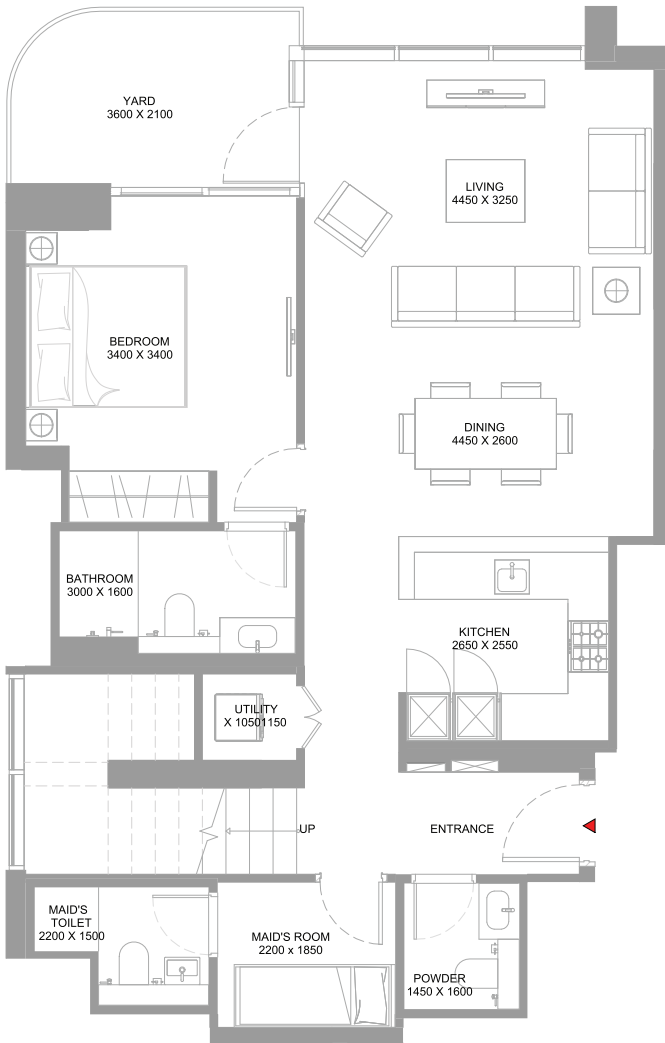 YARD
3600 X 2100
LIVING
4450 X 3250
BEDROOM
3400 X 3400
DINING
4450 X 2600
BATHROOM
3000 X 1600
KITCHEN
2650 X 2550
UTILITY
X 10501150
UP
ENTRANCE
MAID'S
TOILET
2200 X 1500
MAID'S ROOM
2200 x 1850
POWDER
1450 X 1600